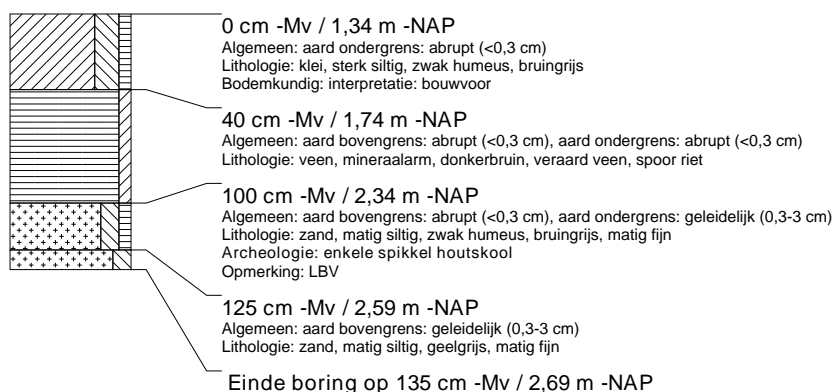 0 cm -Mv / 1,34 m -NAP
Algemeen: aard ondergrens: abrupt (<0,3 cm)
Lithologie: klei, sterk siltig, zwak humeus, bruingrijs
Bodemkundig: interpretatie: bouwvoor
40 cm -Mv / 1,74 m -NAP
Algemeen: aard bovengrens: abrupt (<0,3 cm), aard ondergrens: abrupt (<0,3 cm)
Lithologie: veen, mineraalarm, donkerbruin, veraard veen, spoor riet
100 cm -Mv / 2,34 m -NAP
Algemeen: aard bovengrens: abrupt (<0,3 cm), aard ondergrens: geleidelijk (0,3-3 cm)
Lithologie: zand, matig siltig, zwak humeus, bruingrijs, matig fijn
Archeologie: enkele spikkel houtskool
Opmerking: LBV
125 cm -Mv / 2,59 m -NAP
Algemeen: aard bovengrens: geleidelijk (0,3-3 cm)
Lithologie: zand, matig siltig, geelgrijs, matig fijn
Einde boring op 135 cm -Mv / 2,69 m -NAP